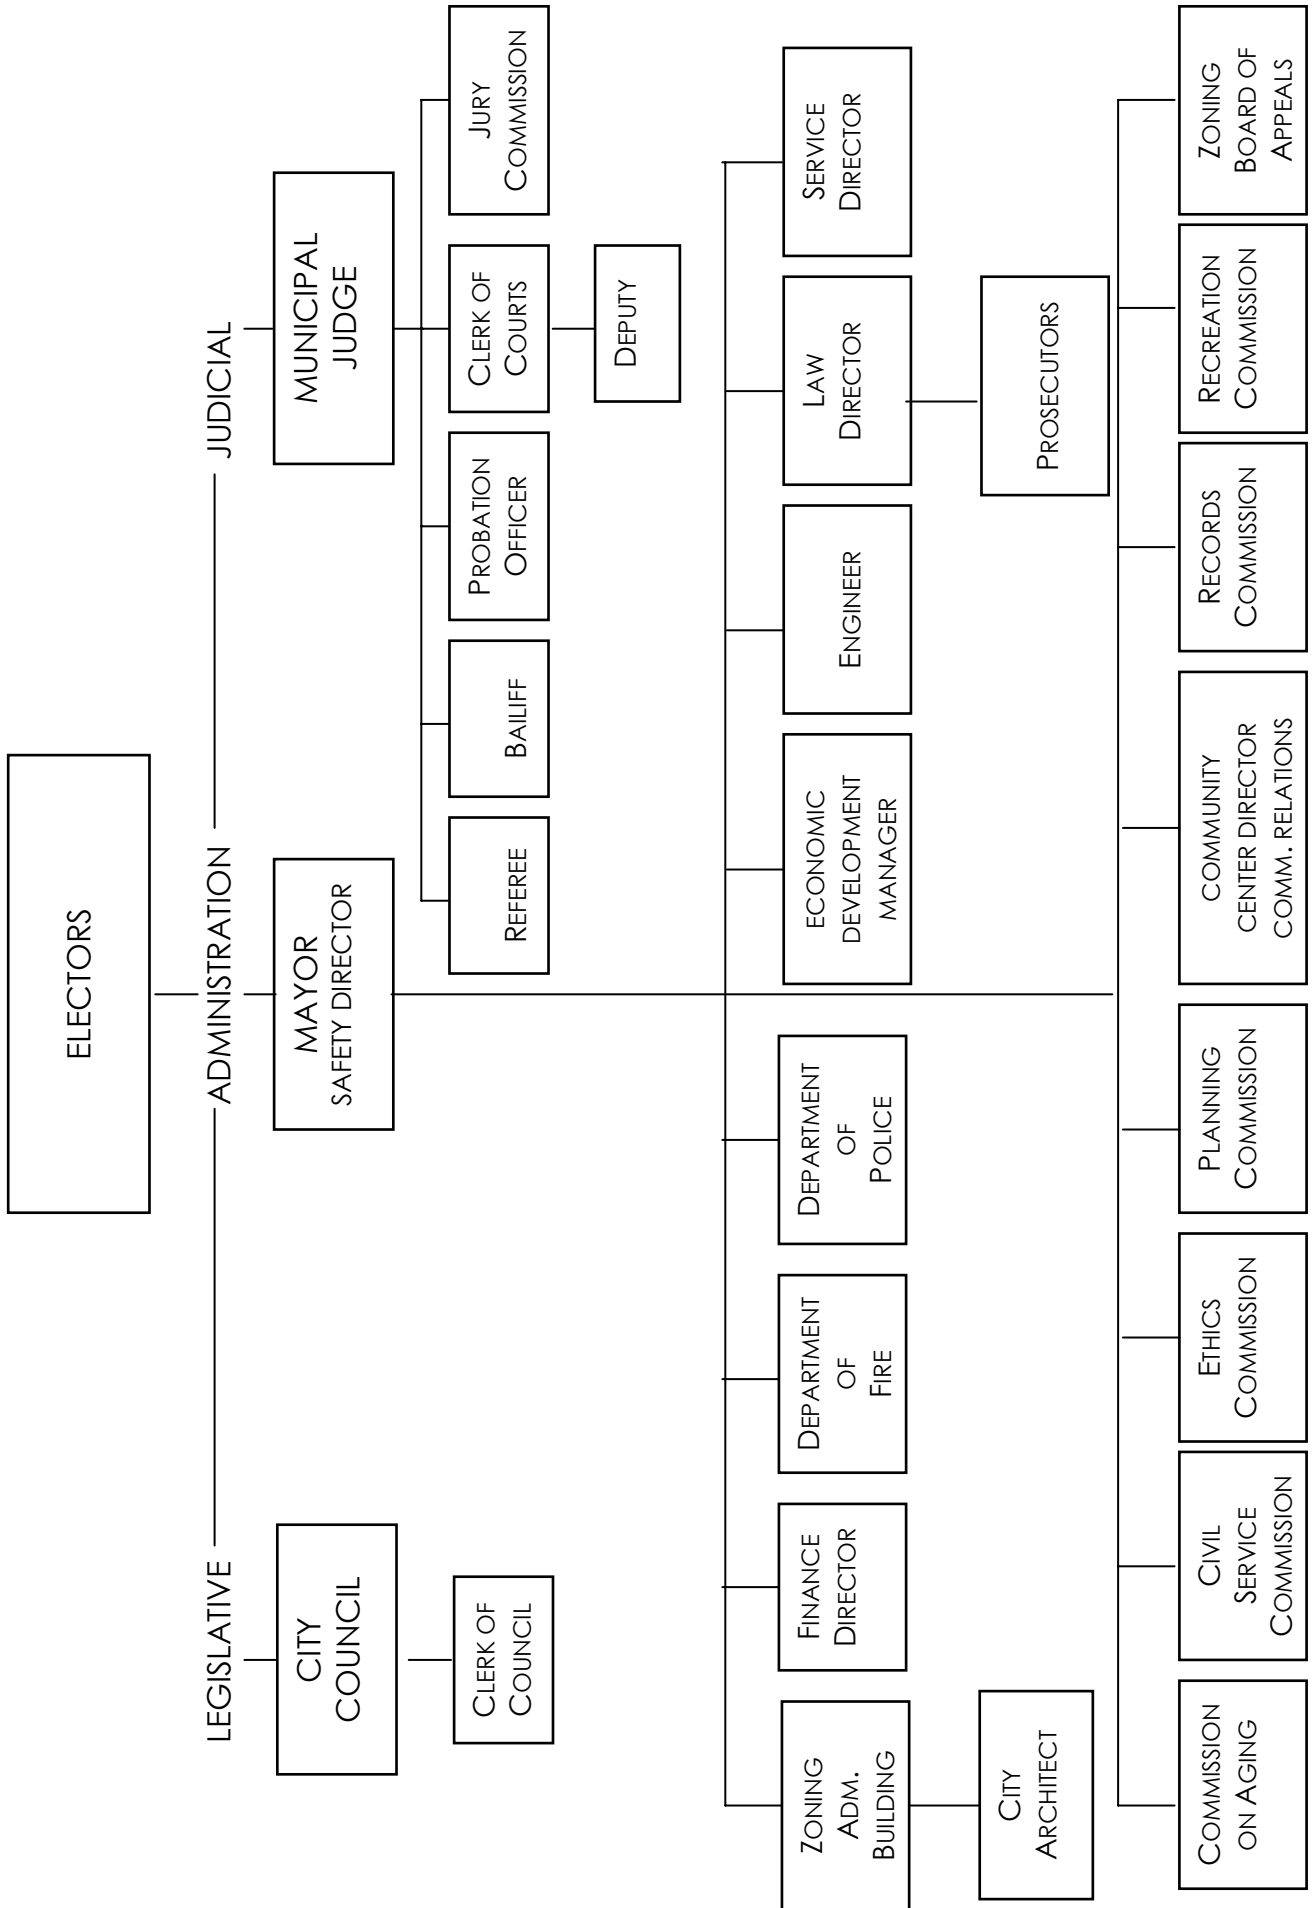 ELECTORS
LEGISLATIVE
ADMINISTRATION
JUDICIAL
CITY
COUNCIL
MAYOR
SAFETY DIRECTOR
MUNICIPAL
JUDGE
CLERK OF
COUNCIL
REFEREE
BAILIFF
PROBATION
OFFICER
CLERK OF
COURTS
JURY
COMMISSION
DEPUTY
ZONING
ADM.
BUILDING
FINANCE
DIRECTOR
DEPARTMENT
OF
FIRE
DEPARTMENT
OF
POLICE
ECONOMIC
DEVELOPMENT
MANAGER
ENGINEER
LAW
DIRECTOR
SERVICE
DIRECTOR
CITY
ARCHITECT
PROSECUTORS
COMMISSION
ON AGING
CIVIL
SERVICE
COMMISSION
ETHICS
COMMISSION
PLANNING
COMMISSION
COMMUNITY
CENTER DIRECTOR
COMM. RELATIONS
RECORDS
COMMISSION
RECREATION
COMMISSION
ZONING
BOARD OF
APPEALS